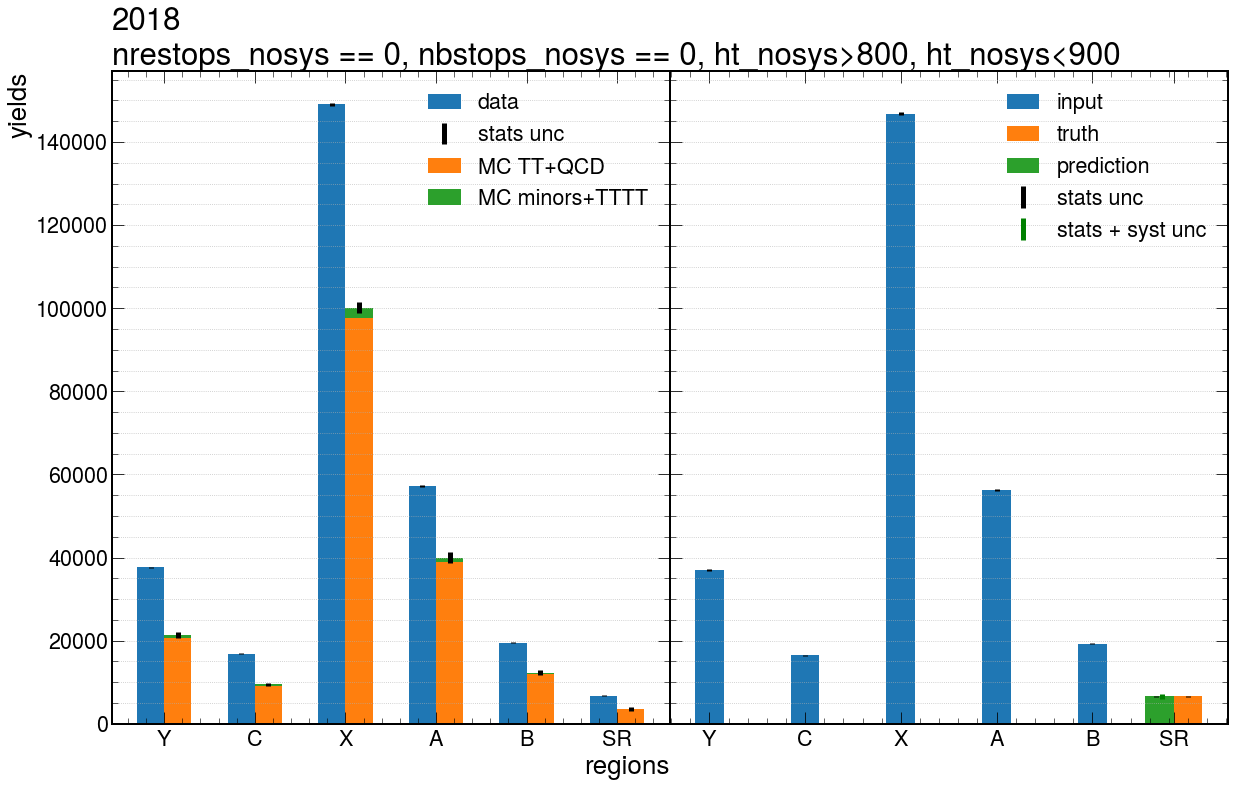 2018
nrestops_nosys == 0, nbstops_nosys == 0, ht_nosys>800, ht_nosys<900
yields
140000
120000
100000
80000
60000
40000
20000
0
data
stats unc
MC TT+QCD
MC minors+TTTT
input
truth
prediction
stats unc
stats + syst unc
Y C X A B SR Y C X A B SR
regions